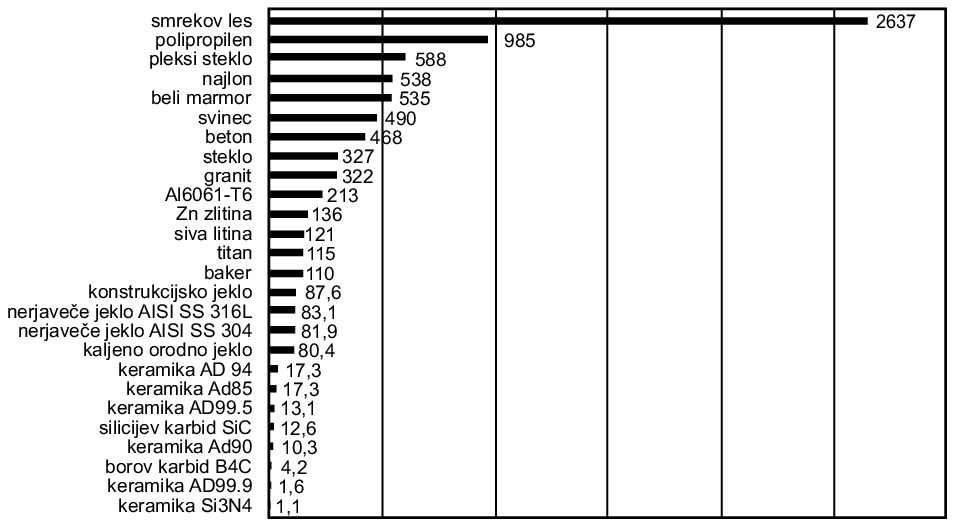 smrekov les 2637
polipropilen 985
pleksi steklo 588
najlon 538
beli marmor 535
svinec 490
beton 468
steklo 327
granit 322
Al6061-T6 213
Zn zlitina 136
siva litina 121
titan 115
baker 110
konstrukcijsko jeklo 87,6
nerjaveče jeklo AISI SS 316L 83,1
nerjaveče jeklo AISI SS 304 81,9
kaljeno orodno jeklo 80,4
keramika AD 94 17,3
keramika Ad85 17,3
keramika AD99.5 13,1
silicijev karbid SiC 12,6
keramika Ad90 10,3
borov karbid B4C 4,2
keramika AD99.9 1,6
keramika Si3N4 1,1